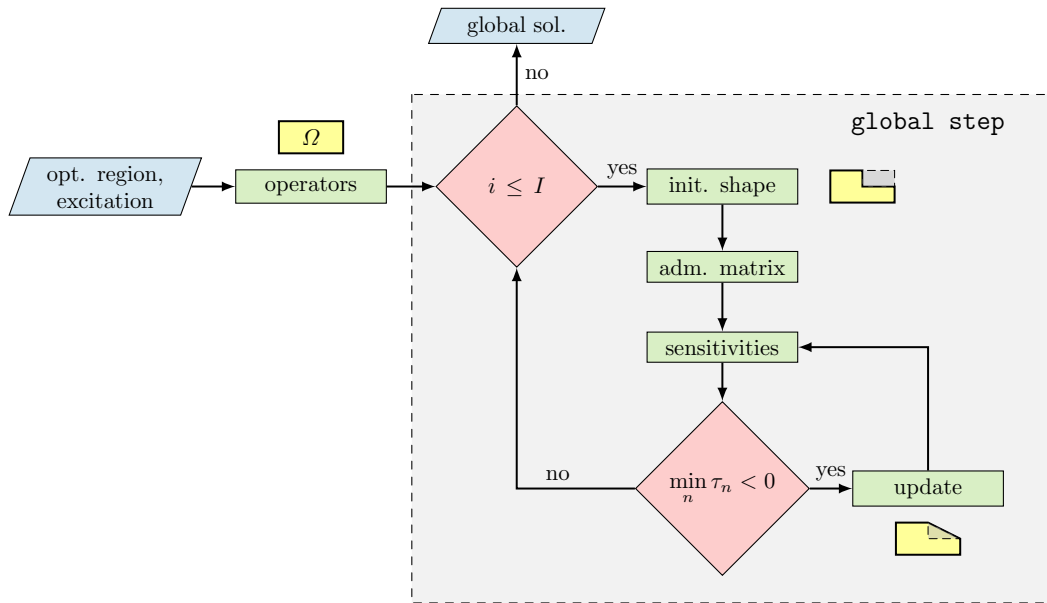 global sol.
no
global step
Ω
opt. region,
excitation
operators
i ≤ I
yes
init. shape
adm. matrix
sensitivities
no
min τₙ < 0
n
yes
update